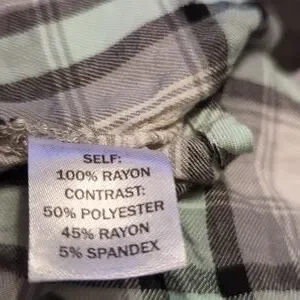 SELF:
100% RAYON
CONTRAST:
50% POLYESTER
45% RAYON
5% SPANDEX